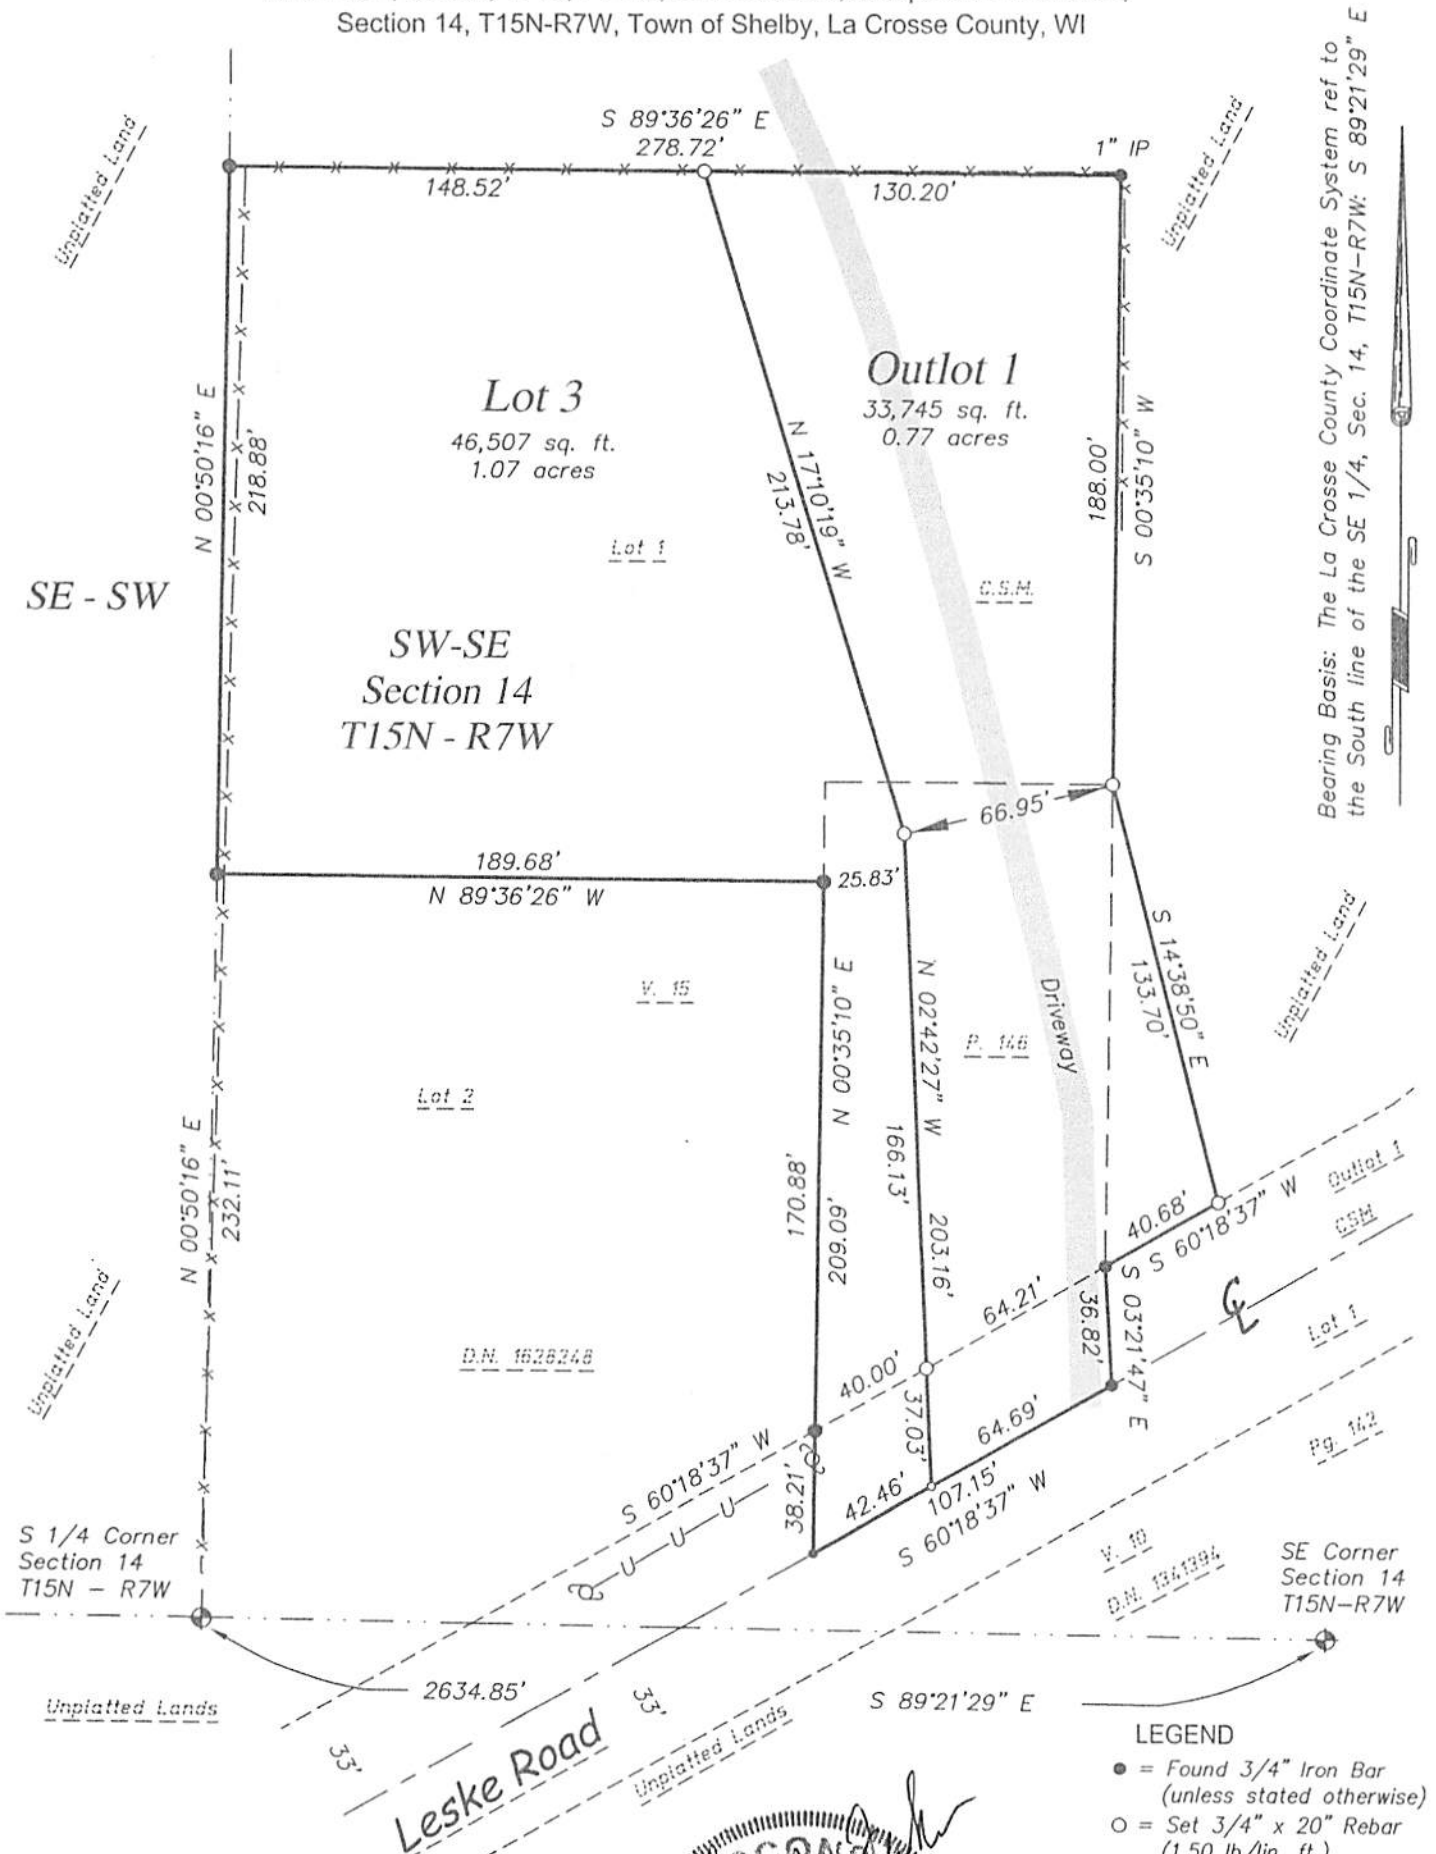 Section 14, T15N-R7W, Town of Shelby, La Crosse County, WI
Bearing Basis: The La Crosse County Coordinate System ref to
the South line of the SE 1/4, Sec. 14, T15N-R7W: S 89°21'29" E
Unplatted Land
S 89°36'26" E
278.72'
1" IP
148.52'
130.20'
Unplatted Land
N 00°50'16" E
218.88'
Lot 3
46,507 sq. ft.
1.07 acres
Outlot 1
33,745 sq. ft.
0.77 acres
N 17°10'19" W
213.78'
188.00'
S 00°35'10" W
Lot 1
C.S.M.
SE - SW
SW-SE
Section 14
T15N - R7W
66.95'
189.68'
N 89°36'26" W
25.83'
V. 15
N 00°35'10" E
N 02°42'27" W
P. 146
Driveway
S 14°38'50" E
133.70'
Unplatted Land
Lot 2
N 00°50'16" E
232.11'
170.88'
209.09'
166.13'
203.16'
40.68'
S 60°18'37" W
Outlot 1
CSM
Unplatted Land
D.N. 1628248
40.00'
64.21'
36.82'
S 03°21'47" E
CL
Lot 1
37.03'
64.69'
Pg. 142
S 60°18'37" W
38.21'
42.46'
107.15'
S 60°18'37" W
U U U
S 1/4 Corner
Section 14
T15N - R7W
V. 10
D.N. 1341394
SE Corner
Section 14
T15N-R7W
2634.85'
S 89°21'29" E
Unplatted Lands
33'
33'
Leske Road
Unplatted Lands
LEGEND
● = Found 3/4" Iron Bar
(unless stated otherwise)
○ = Set 3/4" x 20" Rebar
(1.50 lb/lin. ft.)